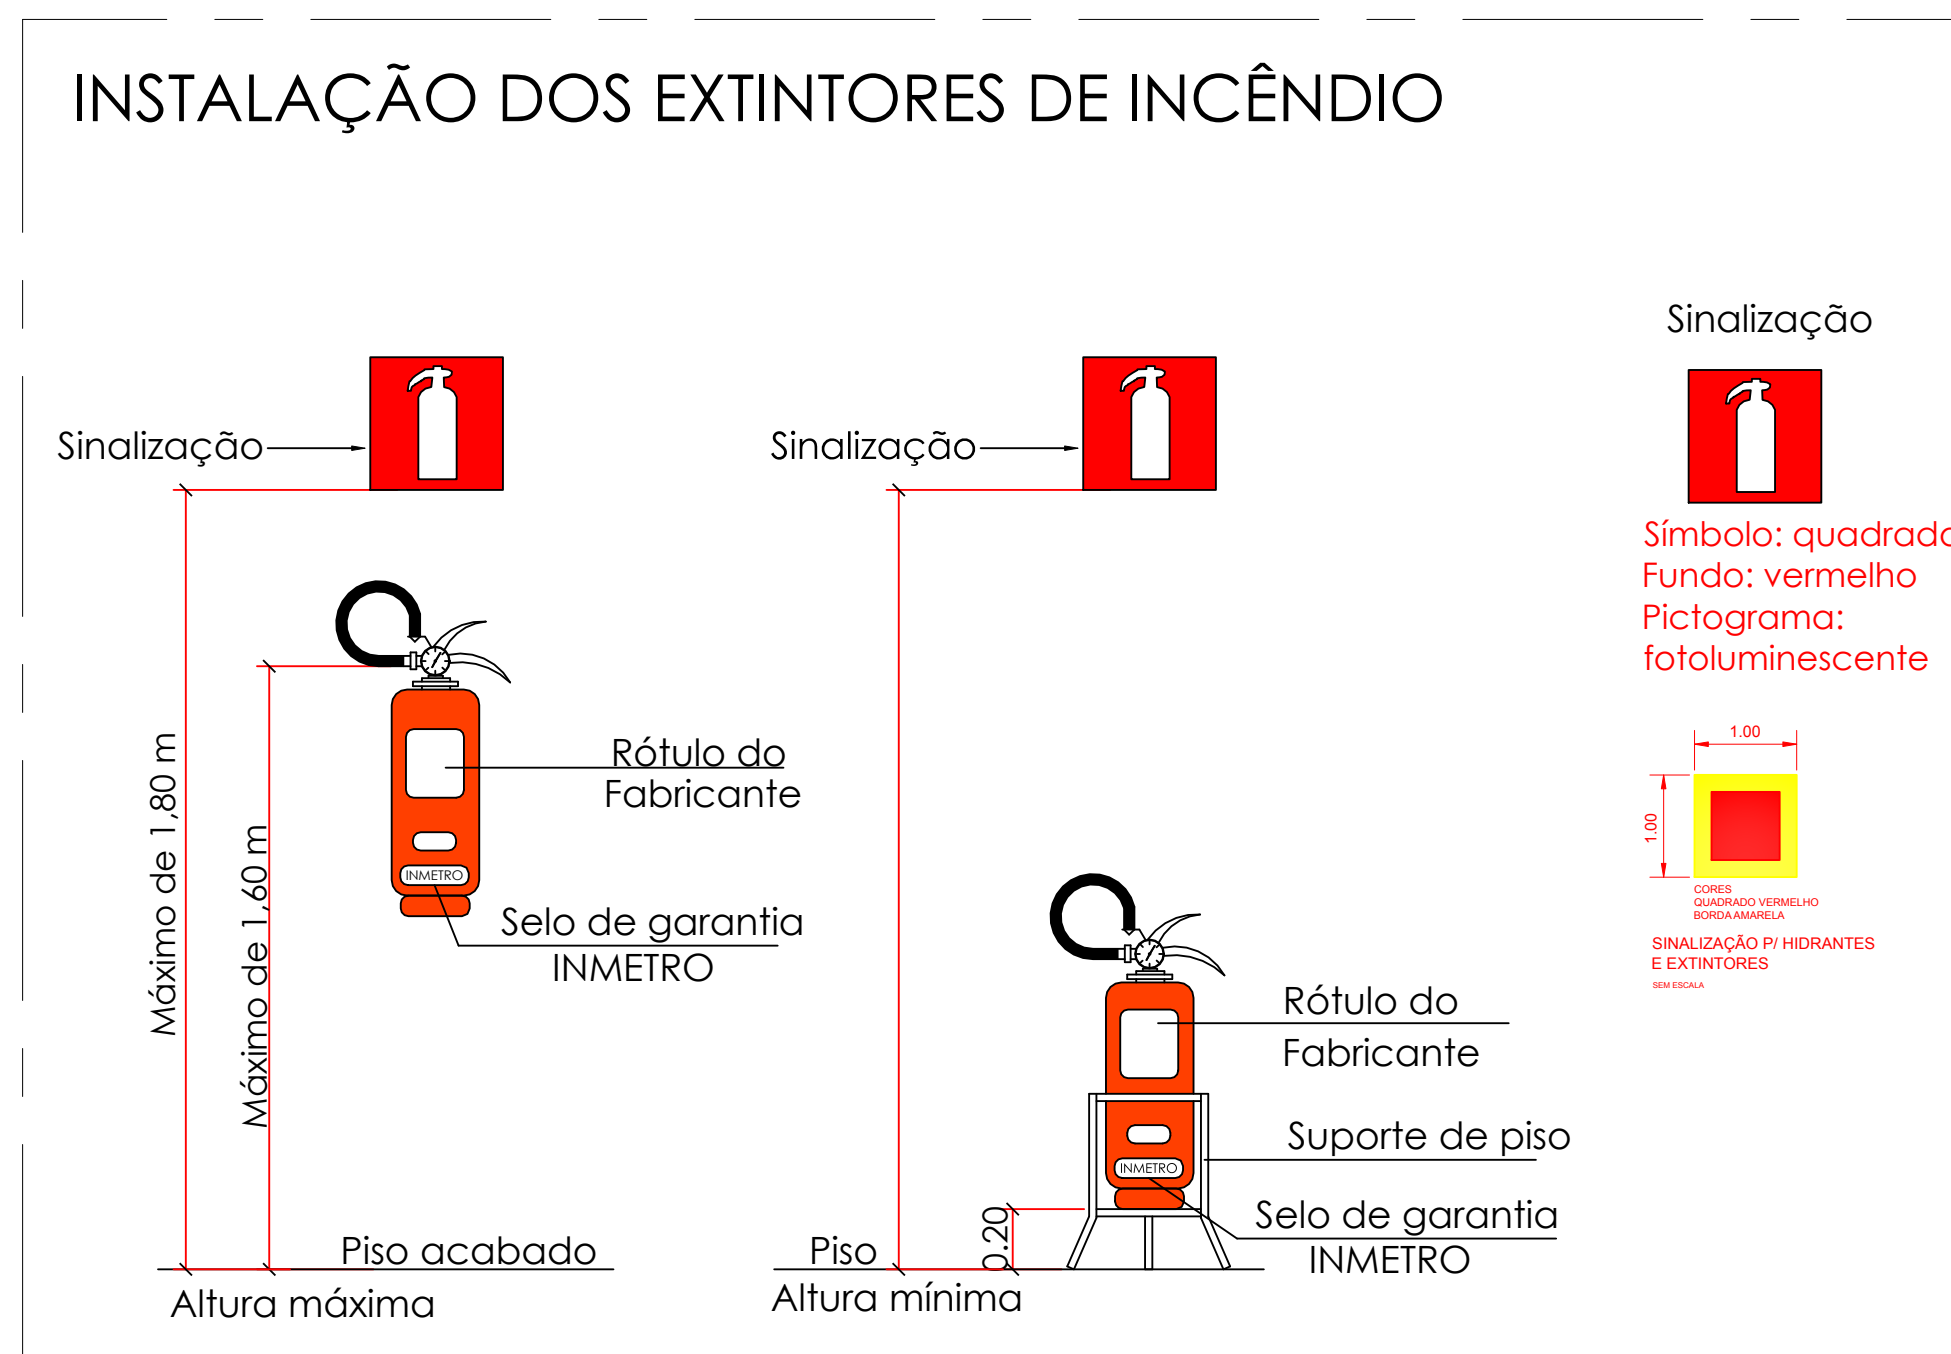 INSTALAÇÃO DOS EXTINTORES DE INCÊNDIO
Sinalização
Máximo de 1,80 m
Máximo de 1,60 m
Rótulo do
Fabricante
INMETRO
Selo de garantia
INMETRO
Piso acabado
Altura máxima
Sinalização
Rótulo do
Fabricante
Suporte de piso
INMETRO
Selo de garantia
INMETRO
0.20
Piso
Altura mínima
Sinalização
Símbolo: quadrado
Fundo: vermelho
Pictograma:
fotoluminescente
1.00
1.00
CORES
QUADRADO VERMELHO
BORDA AMARELA
SINALIZAÇÃO P/ HIDRANTES
E EXTINTORES
SEM ESCALA